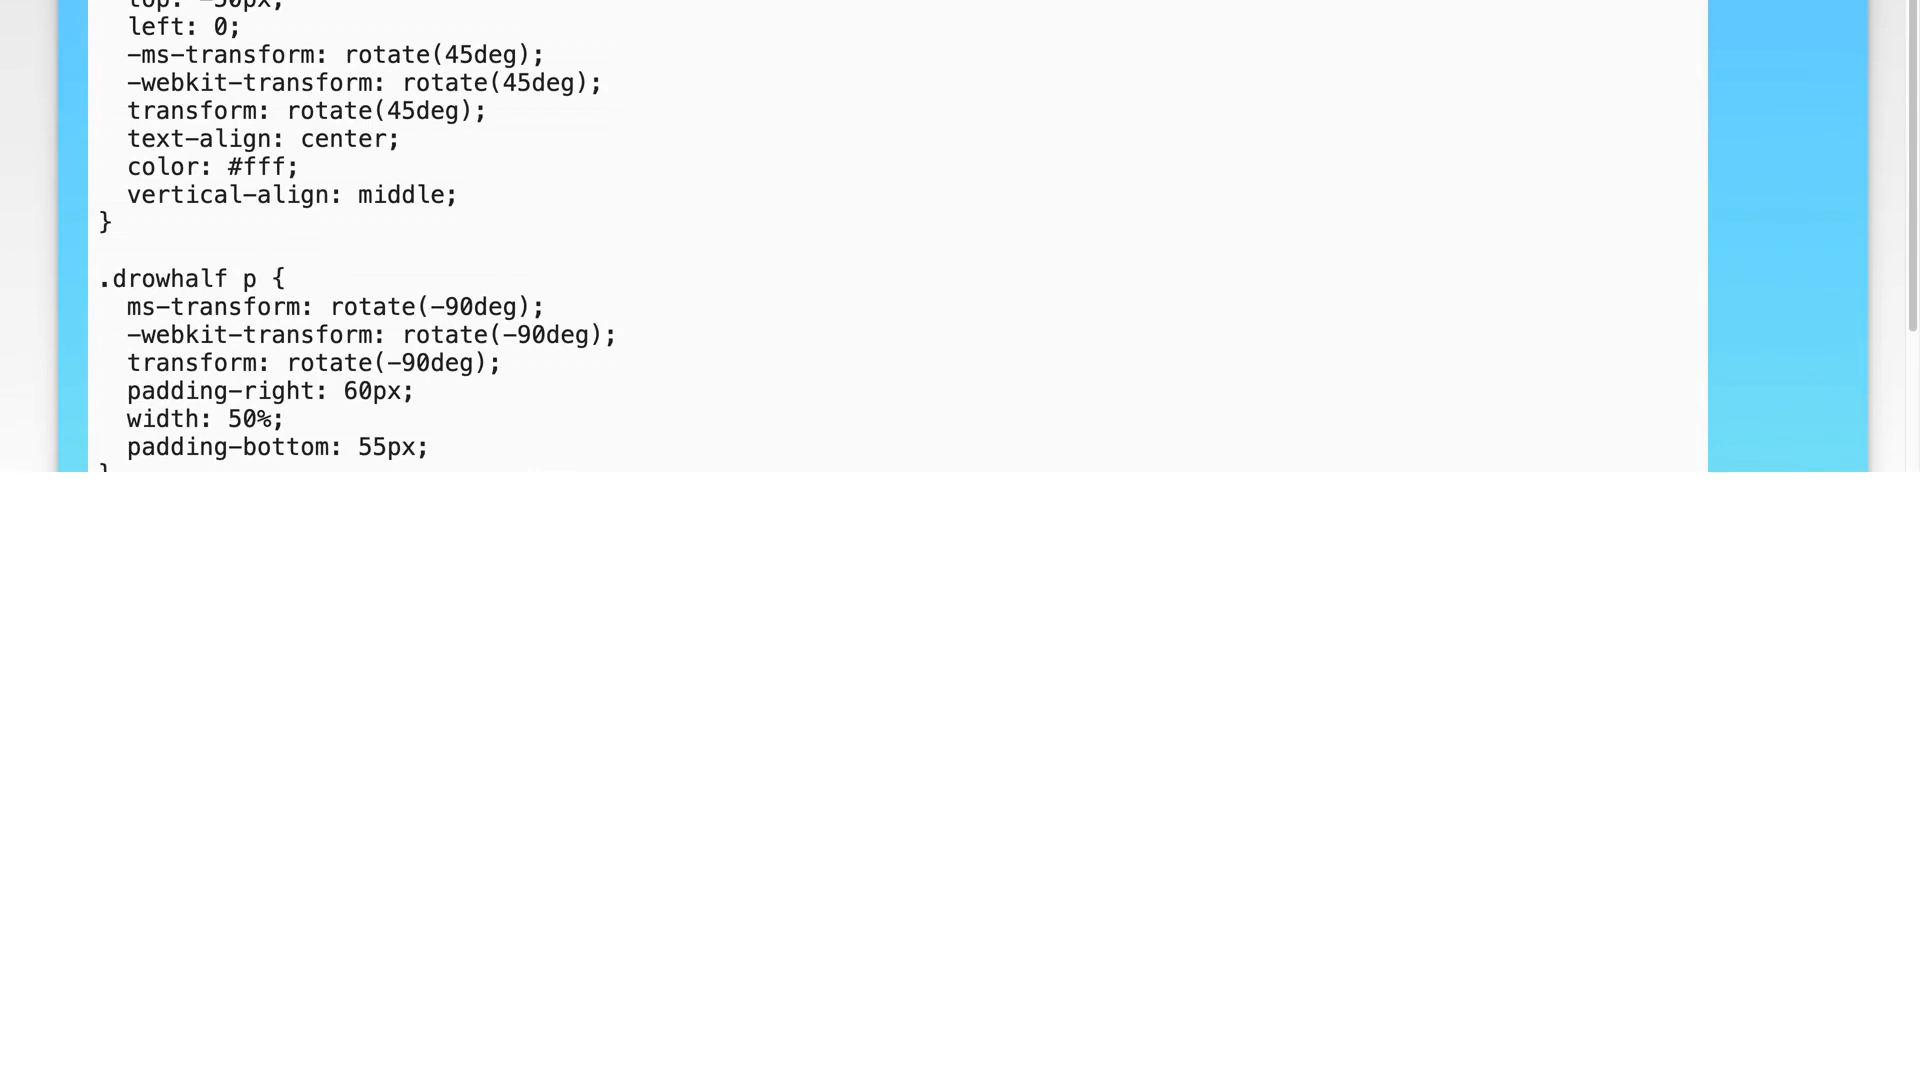 top: -50px;
left: 0;
-ms-transform: rotate(45deg);
-webkit-transform: rotate(45deg);
transform: rotate(45deg);
text-align: center;
color: #fff;
vertical-align: middle;
}
.drowhalf p {
ms-transform: rotate(-90deg);
-webkit-transform: rotate(-90deg);
transform: rotate(-90deg);
padding-right: 60px;
width: 50%;
padding-bottom: 55px;
}